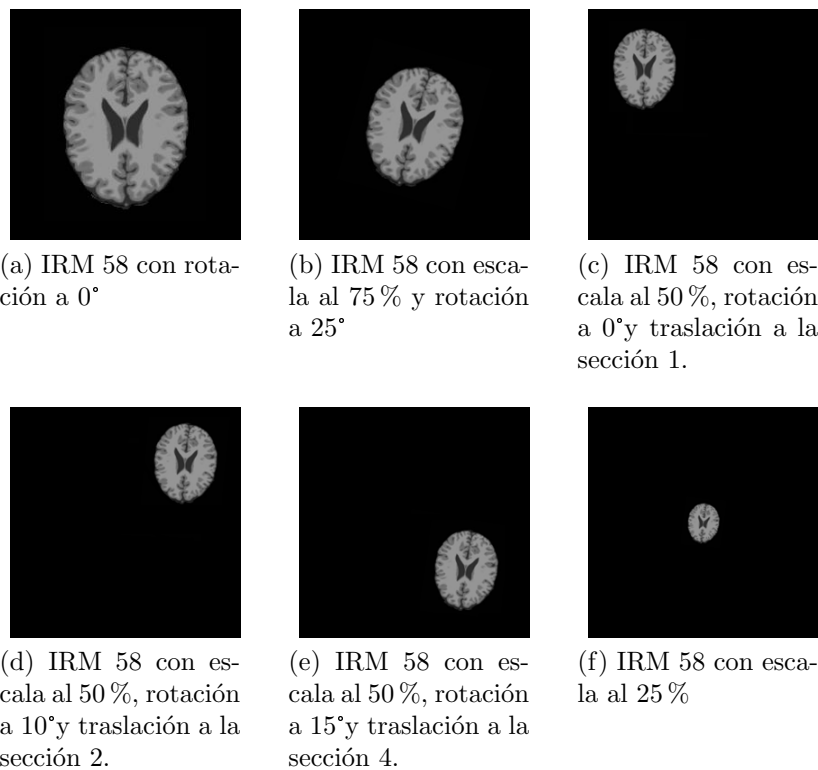 (a) IRM 58 con rota-
ción a 0°
(b) IRM 58 con esca-
la al 75 % y rotación
a 25°
(c) IRM 58 con es-
cala al 50 %, rotación
a 0°y traslación a la
sección 1.
(d) IRM 58 con es-
cala al 50 %, rotación
a 10°y traslación a la
sección 2.
(e) IRM 58 con es-
cala al 50 %, rotación
a 15°y traslación a la
sección 4.
(f) IRM 58 con esca-
la al 25 %